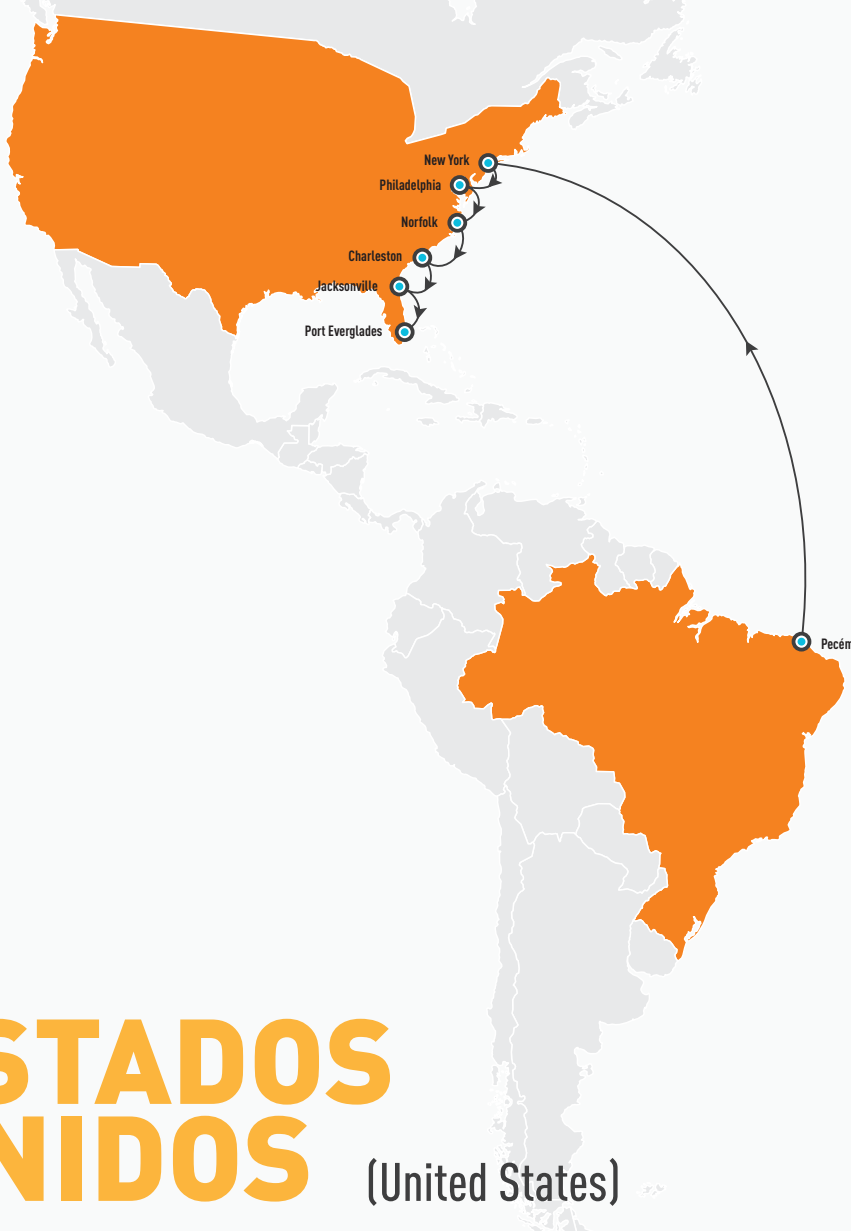 New York
Philadelphia
Norfolk
Charleston
Jacksonville
Port Everglades
Pecém
STADOS
NIDOS
(United States)